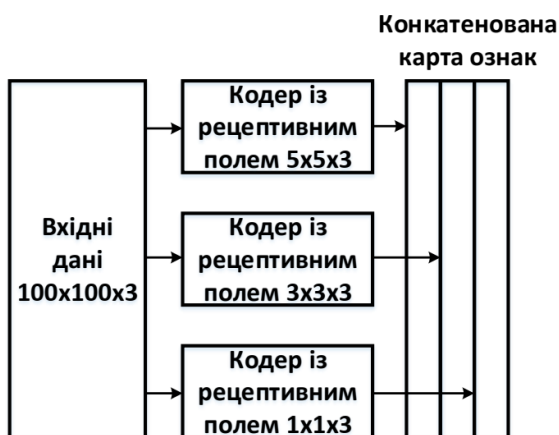 Конкатенована
карта ознак
Кодер із
рецептивним
полем 5x5x3
Вхідні
дані
100x100x3
Кодер із
рецептивним
полем 3x3x3
Кодер із
рецептивним
полем 1x1x3